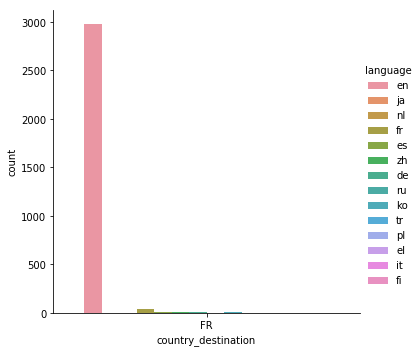 3000
2500
2000
1500
1000
500
0
count
FR
country_destination
language
en
ja
nl
fr
es
zh
de
ru
ko
tr
pl
el
it
fi